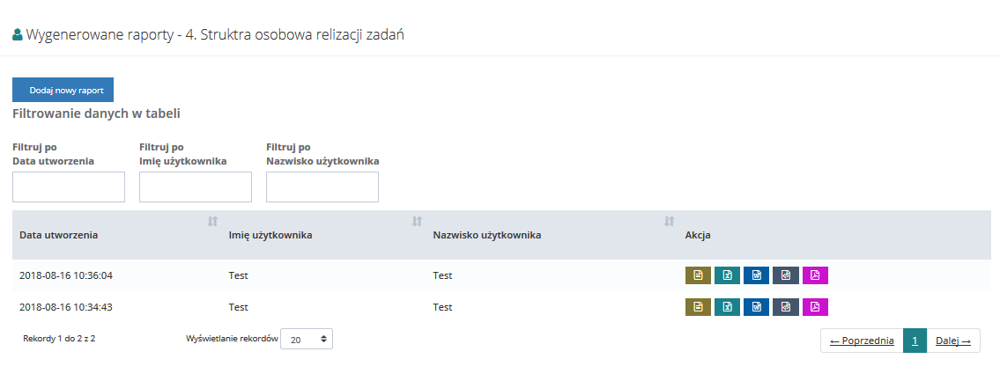 Wygenerowane raporty - 4. Struktra osobowa relizacji zadań
Dodaj nowy raport
Filtrowanie danych w tabeli
Filtruj po Data utworzenia
Filtruj po Imię użytkownika
Filtruj po Nazwisko użytkownika
Data utworzenia Imię użytkownika Nazwisko użytkownika Akcja
2018-08-16 10:36:04 Test Test
2018-08-16 10:34:43 Test Test
Rekordy 1 do 2 z 2 Wyświetlanie rekordów 20 ← Poprzednia 1 Dalej →